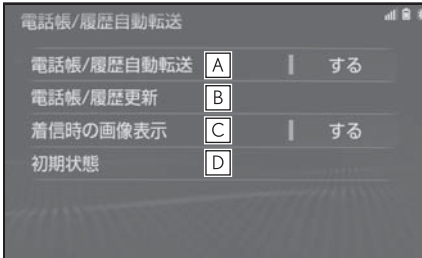 電話帳/履歴自動転送
電話帳/履歴自動転送 A する
電話帳/履歴更新 B
着信時の画像表示 C する
初期状態 D